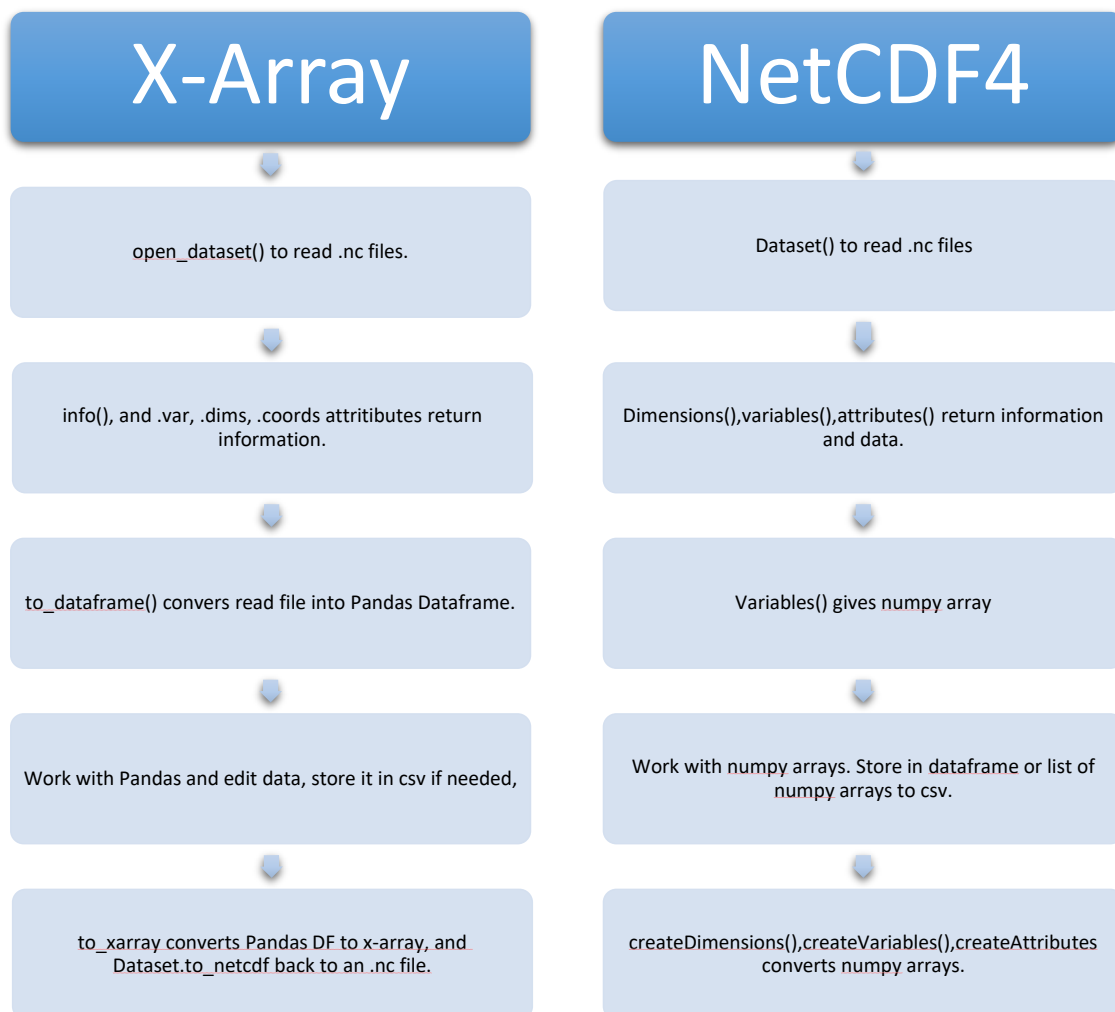 X-Array
open_dataset() to read .nc files.
info(), and .var, .dims, .coords attritibutes return
information.
to_dataframe() convers read file into Pandas Dataframe.
Work with Pandas and edit data, store it in csv if needed,
to_xarray converts Pandas DF to x-array, and
Dataset.to_netcdf back to an .nc file.
NetCDF4
Dataset() to read .nc files
Dimensions(),variables(),attributes() return information
and data.
Variables() gives numpy array
Work with numpy arrays. Store in dataframe or list of
numpy arrays to csv.
createDimensions(),createVariables(),createAttributes
converts numpy arrays.